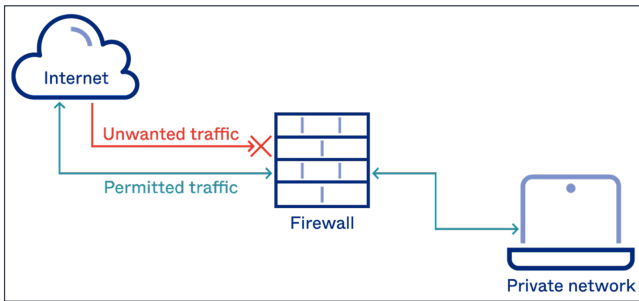 Internet
Unwanted traffic
Permitted traffic
Firewall
Private network